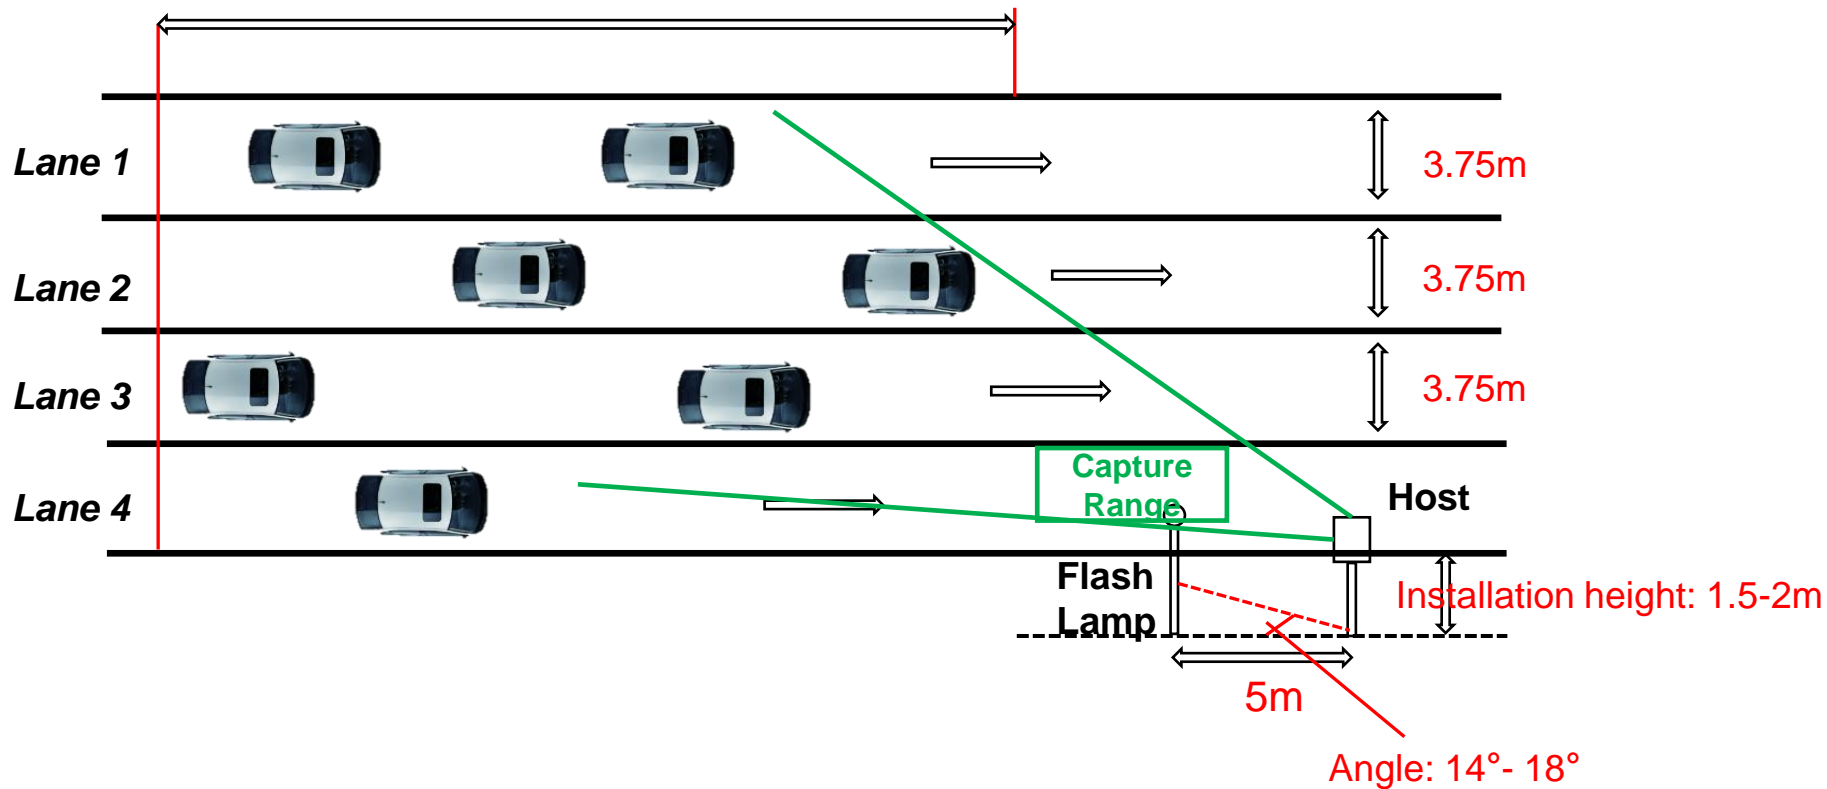 Lane 1
3.75m
Lane 2
3.75m
Lane 3
3.75m
Capture
Range
Lane 4
Host
Flash
Lamp
Installation height: 1.5-2m
5m
Angle: 14°- 18°